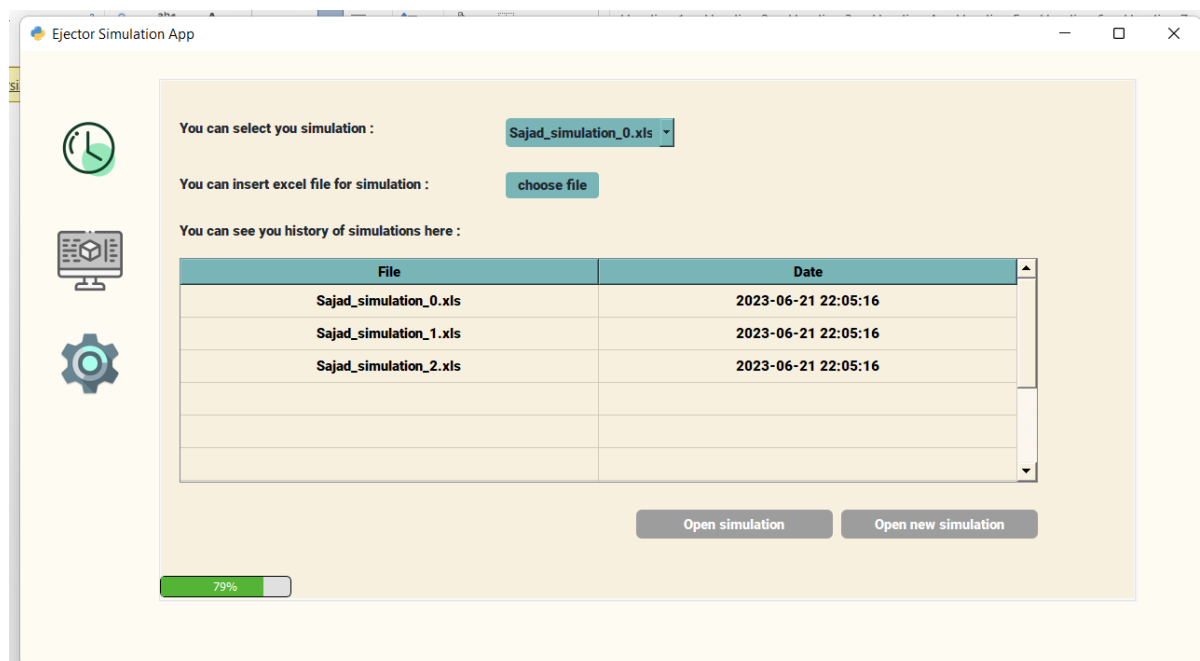 Ejector Simulation App
You can select you simulation :
Sajad_simulation_0.xls
You can insert excel file for simulation :
choose file
You can see you history of simulations here :
File Date
Sajad_simulation_0.xls 2023-06-21 22:05:16
Sajad_simulation_1.xls 2023-06-21 22:05:16
Sajad_simulation_2.xls 2023-06-21 22:05:16
Open simulation Open new simulation
79%